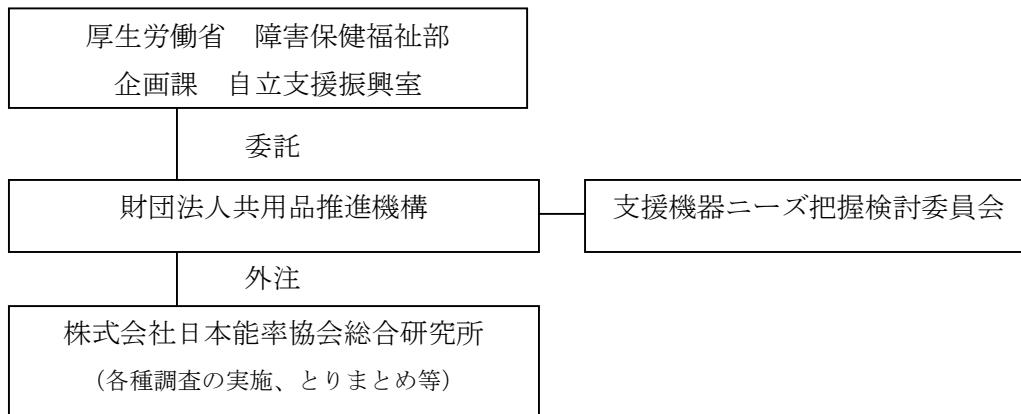 厚生労働省　障害保健福祉部
企画課　自立支援振興室
委託
財団法人共用品推進機構
支援機器ニーズ把握検討委員会
外注
株式会社日本能率協会総合研究所
（各種調査の実施、とりまとめ等）